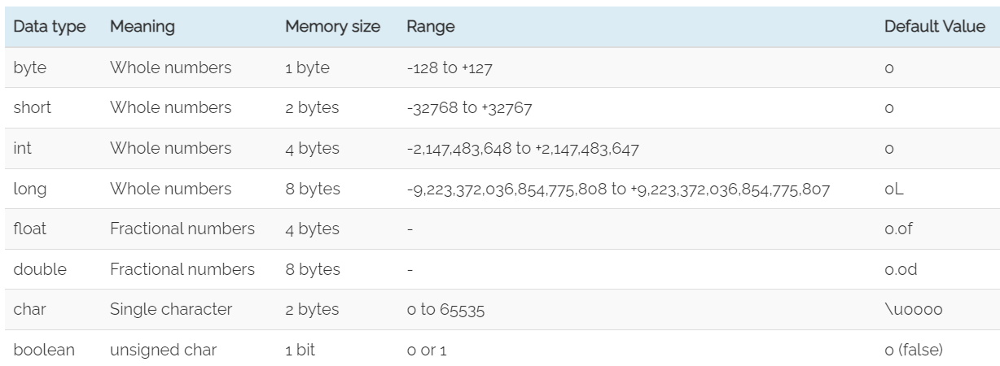 Data type Meaning Memory size Range Default Value
byte Whole numbers 1 byte -128 to +127 0
short Whole numbers 2 bytes -32768 to +32767 0
int Whole numbers 4 bytes -2,147,483,648 to +2,147,483,647 0
long Whole numbers 8 bytes -9,223,372,036,854,775,808 to +9,223,372,036,854,775,807 0L
float Fractional numbers 4 bytes - 0.0f
double Fractional numbers 8 bytes - 0.0d
char Single character 2 bytes 0 to 65535 \u0000
boolean unsigned char 1 bit 0 or 1 0 (false)